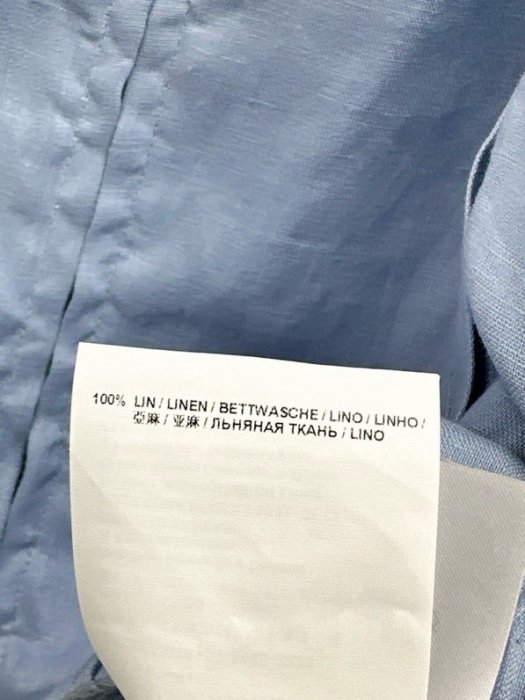 100% LIN / LINEN / BETTWASCHE / LINO / LINHO /
亞麻 / 亚麻 / ЛЬНЯНАЯ ТКАНЬ / LINO